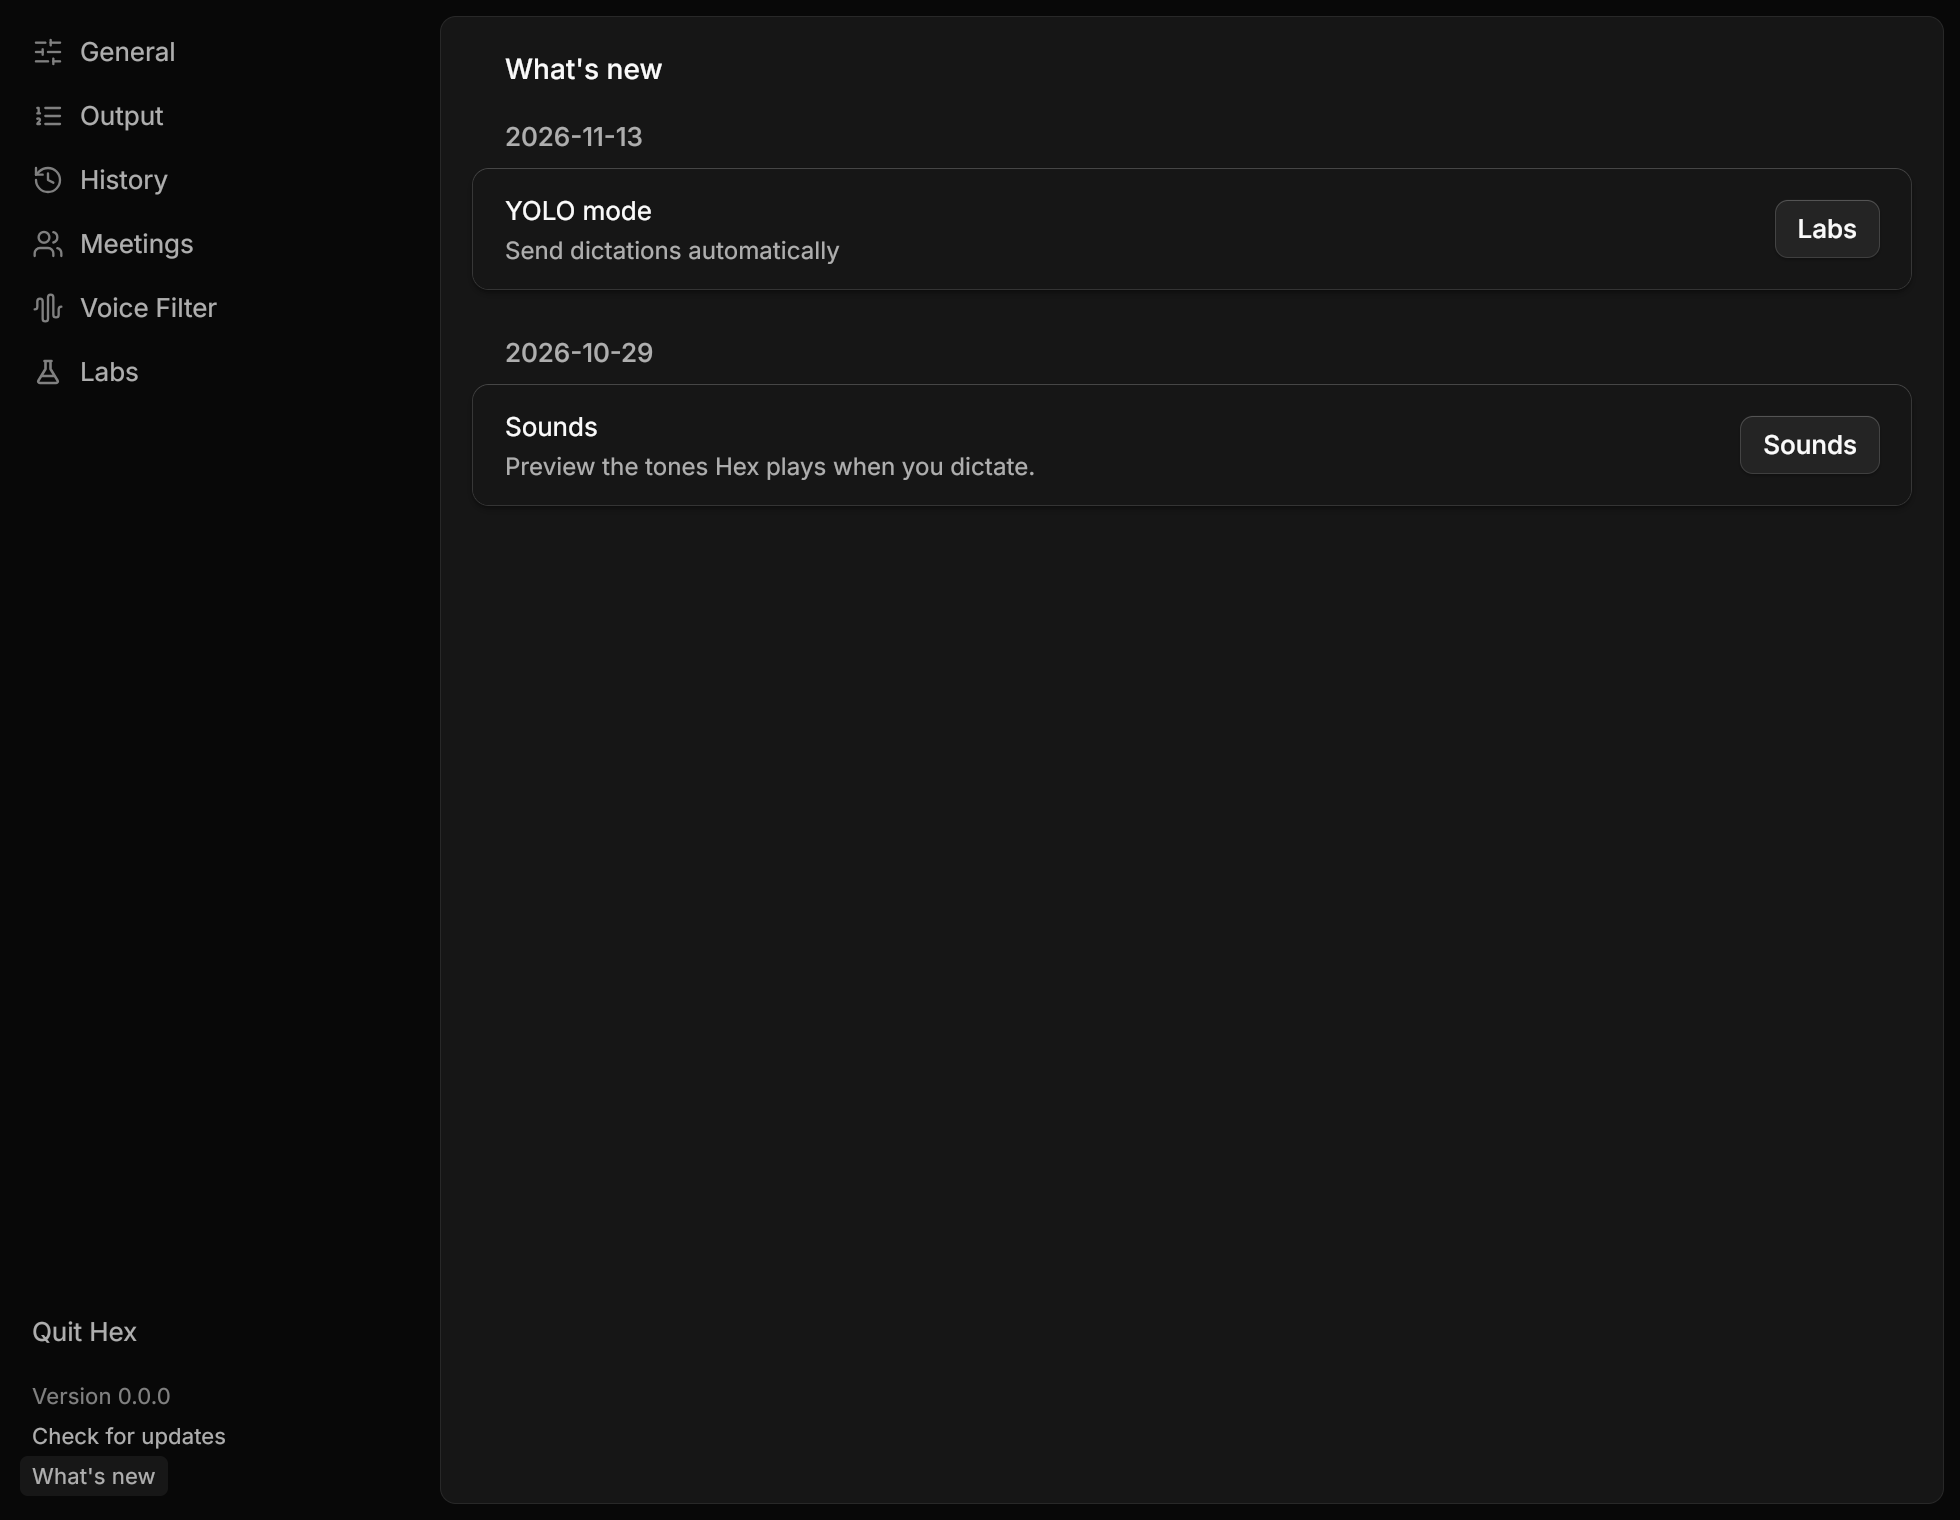 General
Output
History
Meetings
Voice Filter
Labs
Quit Hex
Version 0.0.0
Check for updates
What's new
What's new
2026-11-13
YOLO mode
Send dictations automatically
Labs
2026-10-29
Sounds
Preview the tones Hex plays when you dictate.
Sounds